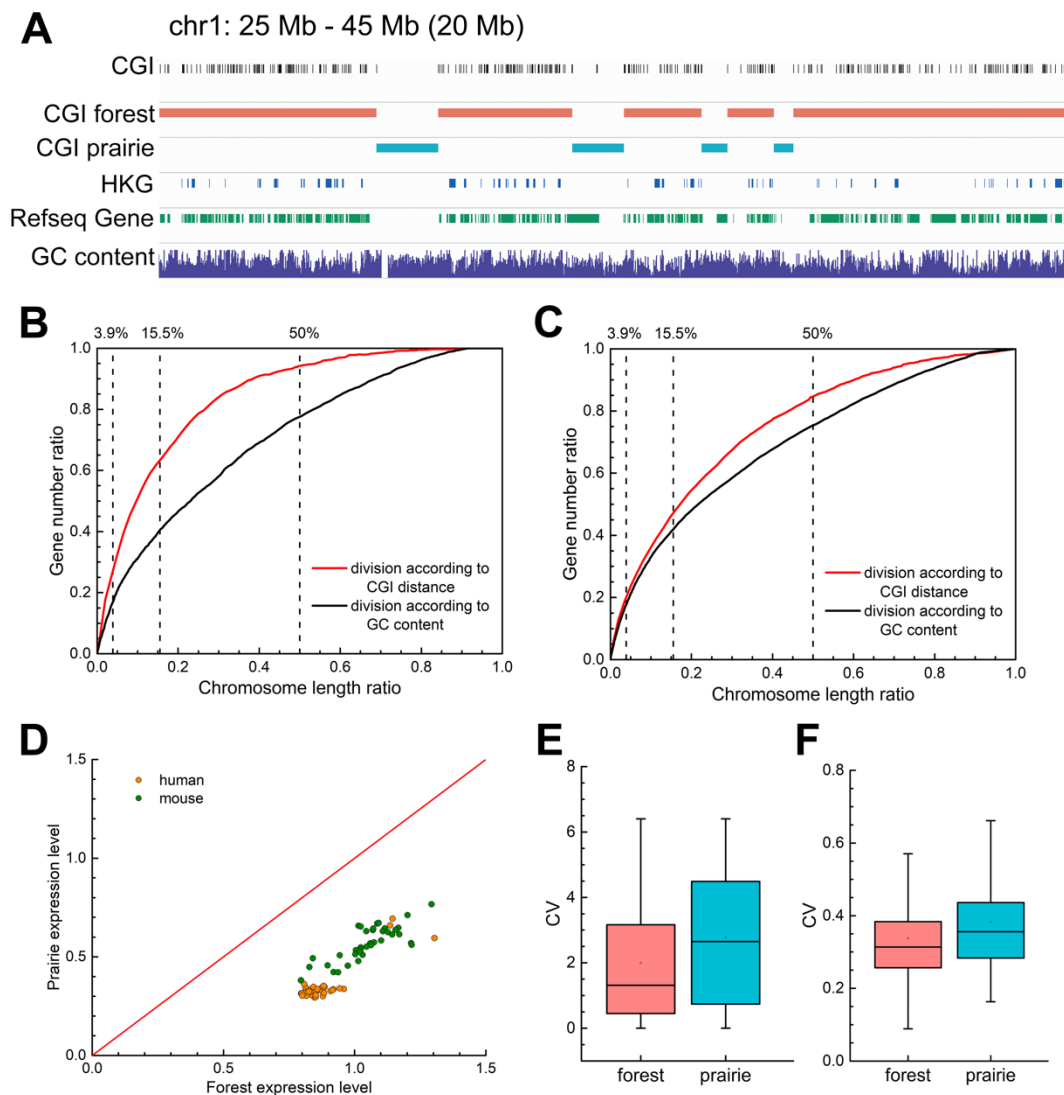 A
chr1: 25 Mb - 45 Mb (20 Mb)
CGI
CGI forest
CGI prairie
HKG
Refseq Gene
GC content
B
3.9%
15.5%
50%
1.0
0.8
0.6
0.4
0.2
0.0
Gene number ratio
division according to
CGI distance
division according to
GC content
0.0
0.2
0.4
0.6
0.8
1.0
Chromosome length ratio
C
3.9%
15.5%
50%
1.0
0.8
0.6
0.4
0.2
0.0
Gene number ratio
division according to
CGI distance
division according to
GC content
0.0
0.2
0.4
0.6
0.8
1.0
Chromosome length ratio
D
1.5
1.0
0.5
0.0
Prairie expression level
human
mouse
0.0
0.5
1.0
1.5
Forest expression level
E
8
6
4
2
0
CV
forest
prairie
F
0.8
0.6
0.4
0.2
0.0
CV
forest
prairie